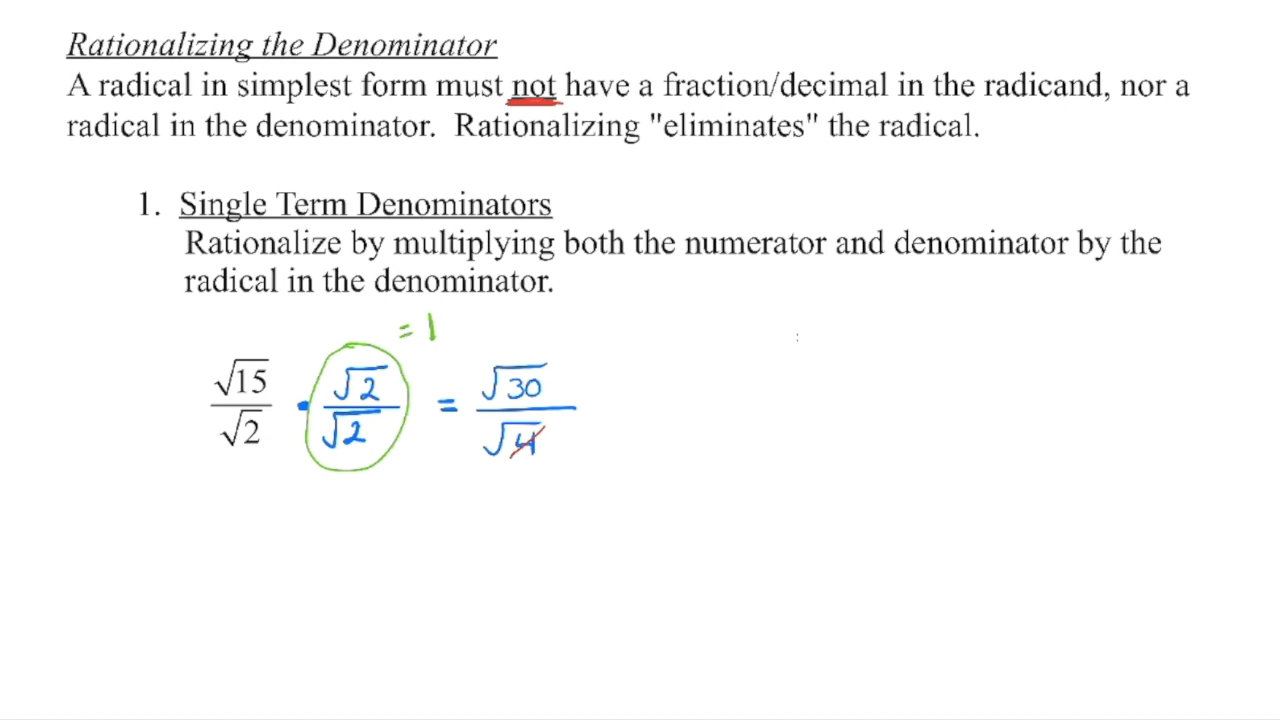 Rationalizing the Denominator
A radical in simplest form must not have a fraction/decimal in the radicand, nor a
radical in the denominator. Rationalizing "eliminates" the radical.
1. Single Term Denominators
Rationalize by multiplying both the numerator and denominator by the
radical in the denominator.
= 1
√15 √2 √30
· =
√2 √2 √4